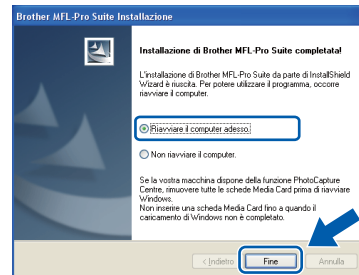 Brother MFL-Pro Suite Installazione
Installazione di Brother MFL-Pro Suite completata!
L'installazione di Brother MFL-Pro Suite da parte di InstallShield
Wizard è riuscita. Per potere utilizzare il programma, occorre
riavviare il computer.
Riavviare il computer adesso.
Non riavviare il computer.
Se la vostra macchina dispone della funzione PhotoCapture
Centre, rimuovere tutte le schede Media Card prima di riavviare
Windows.
Non inserire una scheda Media Card fino a quando il
caricamento di Windows non è completato.
< Indietro
Fine
Annulla